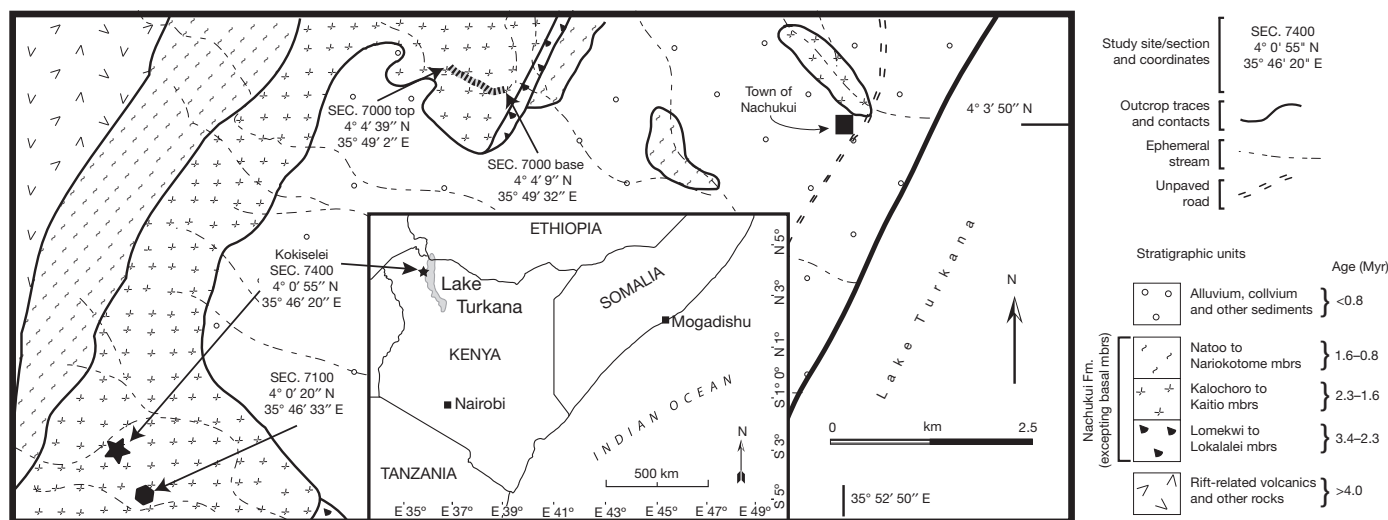 SEC. 7000 top
4° 4′ 39″ N
35° 49′ 2″ E
SEC. 7000 base
4° 4′ 9″ N
35° 49′ 32″ E
Town of
Nachukui
4° 3′ 50″ N
Kokiselei
SEC. 7400
4° 0′ 55″ N
35° 46′ 20″ E
SEC. 7100
4° 0′ 20″ N
35° 46′ 33″ E
ETHIOPIA
SOMALIA
Lake
Turkana
Mogadishu
KENYA
Nairobi
TANZANIA
INDIAN OCEAN
N
500 km
N 5°
N 3°
N 1°
0°
S 1°
S 3°
S 5°
E 35°
E 37°
E 39°
E 41°
E 43°
E 45°
E 47°
E 49°
Lake Turkana
N
0 km 2.5
35° 52′ 50″ E
Study site/section
and coordinates
SEC. 7400
4° 0' 55" N
35° 46' 20" E
Outcrop traces
and contacts
Ephemeral
stream
Unpaved
road
Stratigraphic units
Age (Myr)
Alluvium, collvium
and other sediments
<0.8
Nachukui Fm.
(excepting basal mbrs)
Natoo to
Nariokotome mbrs
1.6–0.8
Kalochoro to
Kaitio mbrs
2.3–1.6
Lomekwi to
Lokalalei mbrs
3.4–2.3
Rift-related volcanics
and other rocks
>4.0